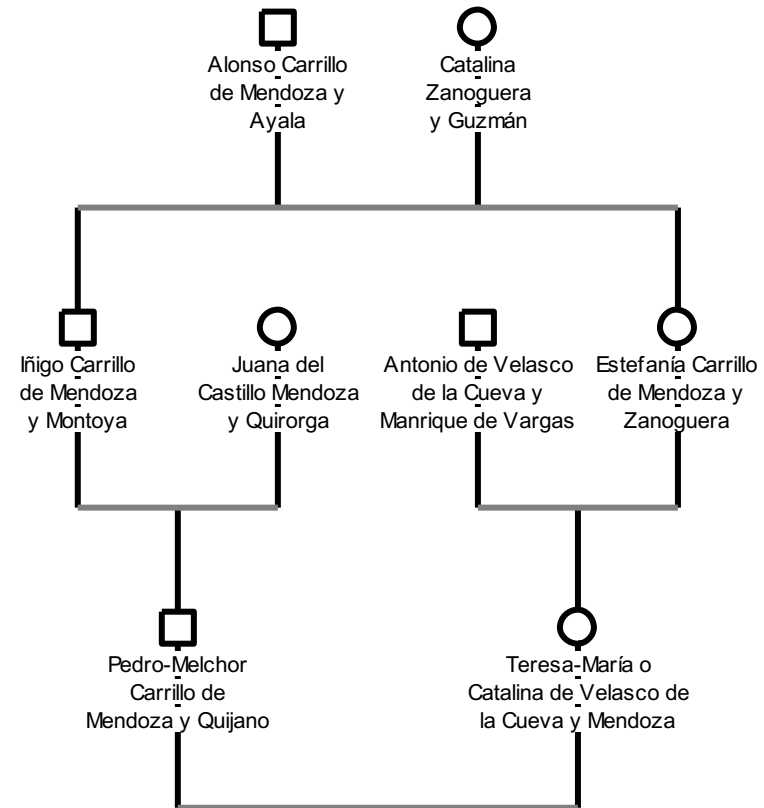 Alonso Carrillo
de Mendoza y
Ayala
Catalina
Zanoguera
y Guzmán
Iñigo Carrillo
de Mendoza
y Montoya
Juana del
Castillo Mendoza
y Quirorga
Antonio de Velasco
de la Cueva y
Manrique de Vargas
Estefanía Carrillo
de Mendoza y
Zanoguera
Pedro-Melchor
Carrillo de
Mendoza y Quijano
Teresa-María o
Catalina de Velasco de
la Cueva y Mendoza